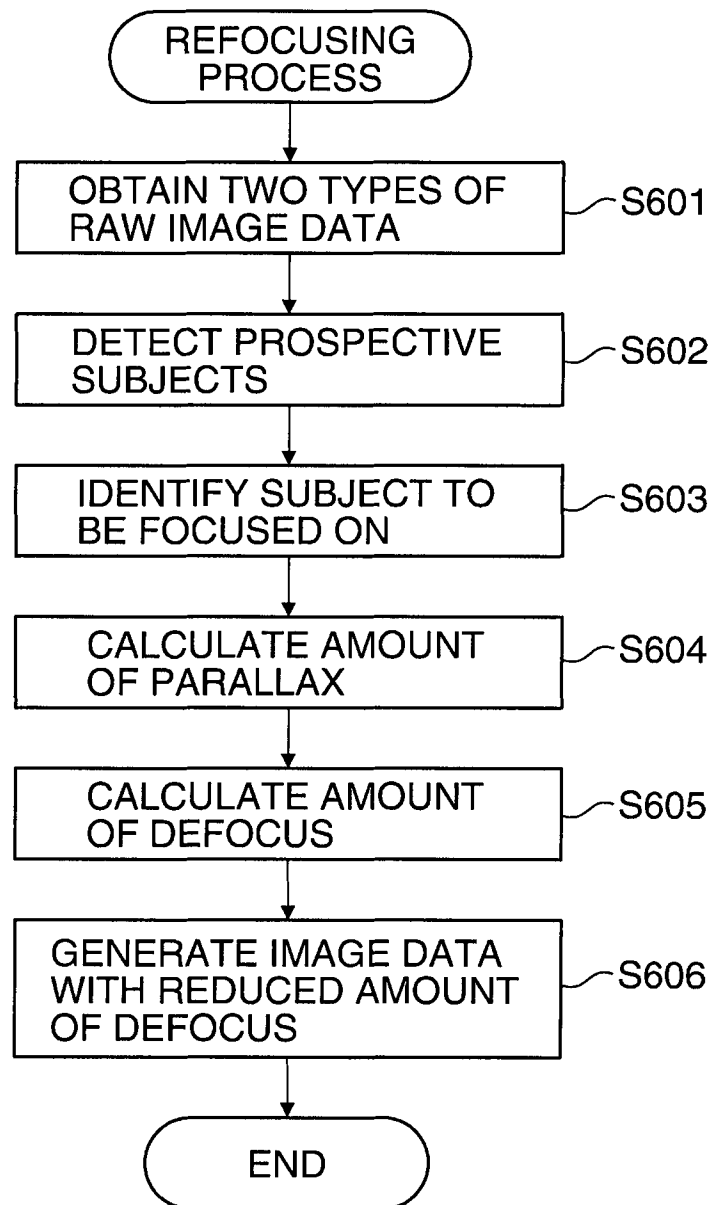 REFOCUSING
PROCESS
OBTAIN TWO TYPES OF
RAW IMAGE DATA
S601
DETECT PROSPECTIVE
SUBJECTS
S602
IDENTIFY SUBJECT TO
BE FOCUSED ON
S603
CALCULATE AMOUNT
OF PARALLAX
S604
CALCULATE AMOUNT
OF DEFOCUS
S605
GENERATE IMAGE DATA
WITH REDUCED AMOUNT
OF DEFOCUS
S606
END